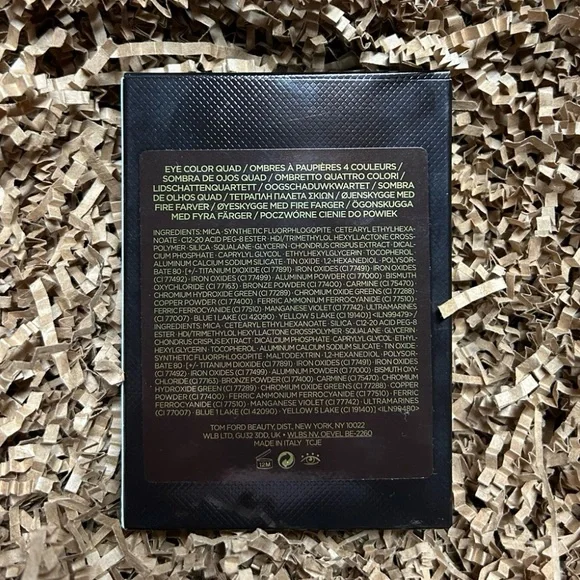 EYE COLOR QUAD / OMBRES À PAUPIÈRES 4 COULEURS /
SOMBRA DE OJOS QUAD / OMBRETTO QUATTRO COLORI /
LIDSCHATTENQUARTETT / OOGSCHADUWKWARTET / SOMBRA
DE OLHOS QUAD / ΤΕΤΡΑΠΛΗ ΠΑΛΕΤΑ ΣΚΙΩΝ / ØJENSKYGGE MED
FIRE FARVER / ØYESKYGGE MED FIRE FARGER / ÖGONSKUGGA
MED FYRA FÄRGER / POCZWÓRNE CIENIE DO POWIEK
INGREDIENTS: MICA · SYNTHETIC FLUORPHLOGOPITE · CETEARYL ETHYLHEXA-
NOATE · C12-20 ACID PEG-8 ESTER · HDI/TRIMETHYLOL HEXYLLACTONE CROSS-
POLYMER · SILICA · SQUALANE · GLYCERIN · CHONDRUS CRISPUS EXTRACT · DICAL-
CIUM PHOSPHATE · CAPRYLYL GLYCOL · ETHYLHEXYLGLYCERIN · TOCOPHEROL ·
ALUMINUM CALCIUM SODIUM SILICATE · TIN OXIDE · 1,2-HEXANEDIOL · POLYSOR-
BATE 80 · [+/- TITANIUM DIOXIDE (CI 77891) · IRON OXIDES (CI 77491) · IRON OXIDES
(CI 77492) · IRON OXIDES (CI 77499) · ALUMINUM POWDER (CI 77000) · BISMUTH
OXYCHLORIDE (CI 77163) · BRONZE POWDER (CI 77400) · CARMINE (CI 75470) ·
CHROMIUM HYDROXIDE GREEN (CI 77289) · CHROMIUM OXIDE GREENS (CI 77288) ·
COPPER POWDER (CI 77400) · FERRIC AMMONIUM FERROCYANIDE (CI 77510) ·
FERRIC FERROCYANIDE (CI 77510) · MANGANESE VIOLET (CI 77742) · ULTRAMARINES
(CI 77007) · BLUE 1 LAKE (CI 42090) · YELLOW 5 LAKE (CI 19140)] <ILN99479> /
INGREDIENTS: MICA · CETEARYL ETHYLHEXANOATE · SILICA · C12-20 ACID PEG-8
ESTER · HDI/TRIMETHYLOL HEXYLLACTONE CROSSPOLYMER · SQUALANE · GLYCERIN ·
CHONDRUS CRISPUS EXTRACT · DICALCIUM PHOSPHATE · CAPRYLYL GLYCOL · ETHYL-
HEXYLGLYCERIN · TOCOPHEROL · ALUMINUM CALCIUM SODIUM SILICATE · TIN OXIDE ·
SYNTHETIC FLUORPHLOGOPITE · MALTODEXTRIN · 1,2-HEXANEDIOL · POLYSOR-
BATE 80 · [+/- TITANIUM DIOXIDE (CI 77891) · IRON OXIDES (CI 77491) · IRON OXIDES
(CI 77492) · IRON OXIDES (CI 77499) · ALUMINUM POWDER (CI 77000) · BISMUTH OXY-
CHLORIDE (CI 77163) · BRONZE POWDER (CI 77400) · CARMINE (CI 75470) · CHROMIUM
HYDROXIDE GREEN (CI 77289) · CHROMIUM OXIDE GREENS (CI 77288) · COPPER
POWDER (CI 77400) · FERRIC AMMONIUM FERROCYANIDE (CI 77510) · FERRIC
FERROCYANIDE (CI 77510) · MANGANESE VIOLET (CI 77742) · ULTRAMARINES
(CI 77007) · BLUE 1 LAKE (CI 42090) · YELLOW 5 LAKE (CI 19140)] <ILN99480>
TOM FORD BEAUTY, DIST., NEW YORK, NY 10022
WLB LTD, GU32 3DD, UK • WLBS NV, OEVEL BE-2260
MADE IN ITALY TCJE
12M